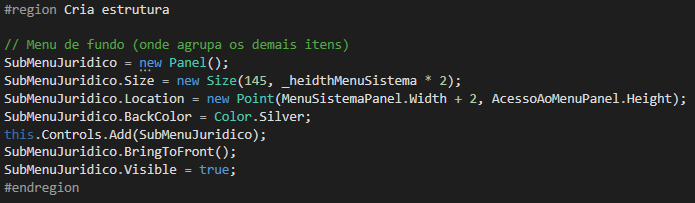 #region Cria estrutura
// Menu de fundo (onde agrupa os demais itens)
SubMenuJuridico = new Panel();
SubMenuJuridico.Size = new Size(145, _heidthMenuSistema * 2);
SubMenuJuridico.Location = new Point(MenuSistemaPanel.Width + 2, AcessoAoMenuPanel.Height);
SubMenuJuridico.BackColor = Color.Silver;
this.Controls.Add(SubMenuJuridico);
SubMenuJuridico.BringToFront();
SubMenuJuridico.Visible = true;
#endregion